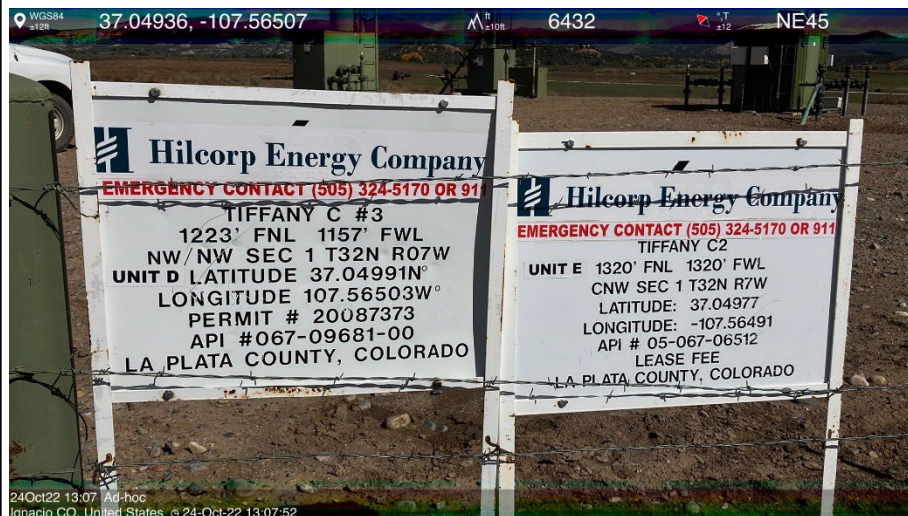 WGS84 ±12ft 37.04936, -107.56507 ft ±10ft 6432 °,T ±12 NE45
Hilcorp Energy Company
EMERGENCY CONTACT (505) 324-5170 OR 911
TIFFANY C #3
1223' FNL 1157' FWL
NW/NW SEC 1 T32N R07W
UNIT D LATITUDE 37.04991N°
LONGITUDE 107.56503W°
PERMIT # 20087373
API #067-09681-00
LA PLATA COUNTY, COLORADO
Hilcorp Energy Company
EMERGENCY CONTACT (505) 324-5170 OR 911
TIFFANY C2
UNIT E 1320' FNL 1320' FWL
CNW SEC 1 T32N R7W
LATITUDE: 37.04977
LONGITUDE: -107.56491
API # 05-067-06512
LEASE FEE
LA PLATA COUNTY, COLORADO
24Oct22 13:07 Ad-hoc
Ignacio CO, United States 24-Oct-22 13:07:52